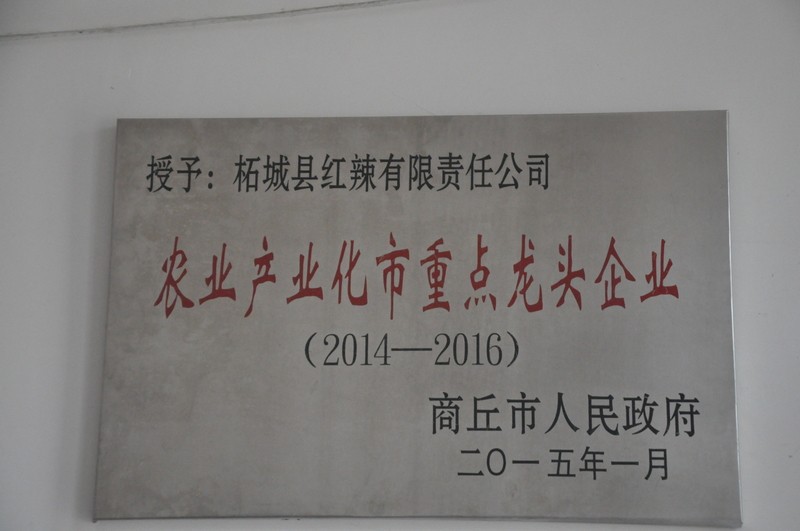 授予：柘城县红辣有限责任公司
农业产业化市重点龙头企业
（2014—2016）
商丘市人民政府
二〇一五年一月